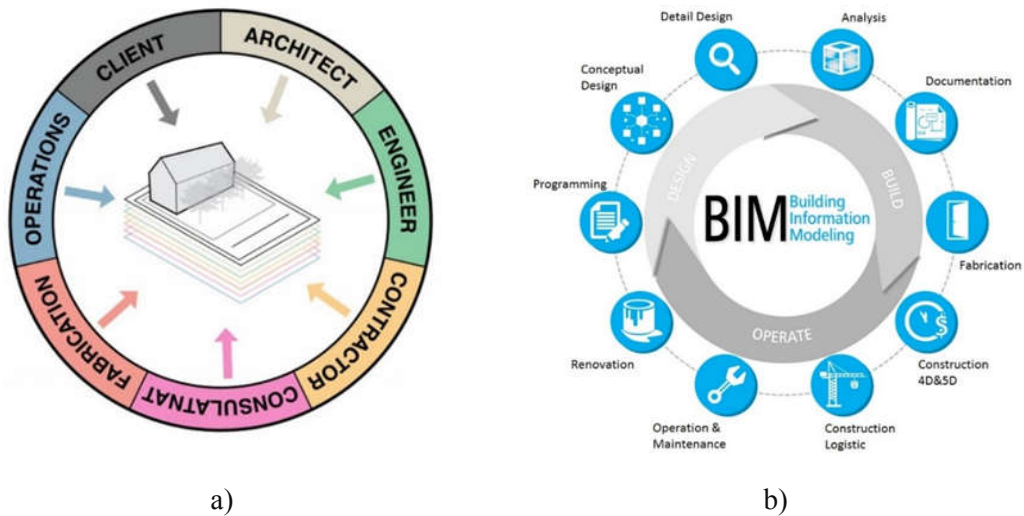 CLIENT
ARCHITECT
ENGINEER
CONTRACTOR
CONSULATNAT
FABRICATION
OPERATIONS
a)
Detail Design
Analysis
Conceptual
Design
Documentation
Programming
Fabrication
Renovation
Construction
4D&5D
Operation &
Maintenance
Construction
Logistic
DESIGN
BUILD
OPERATE
BIM
Building
Information
Modeling
$
b)